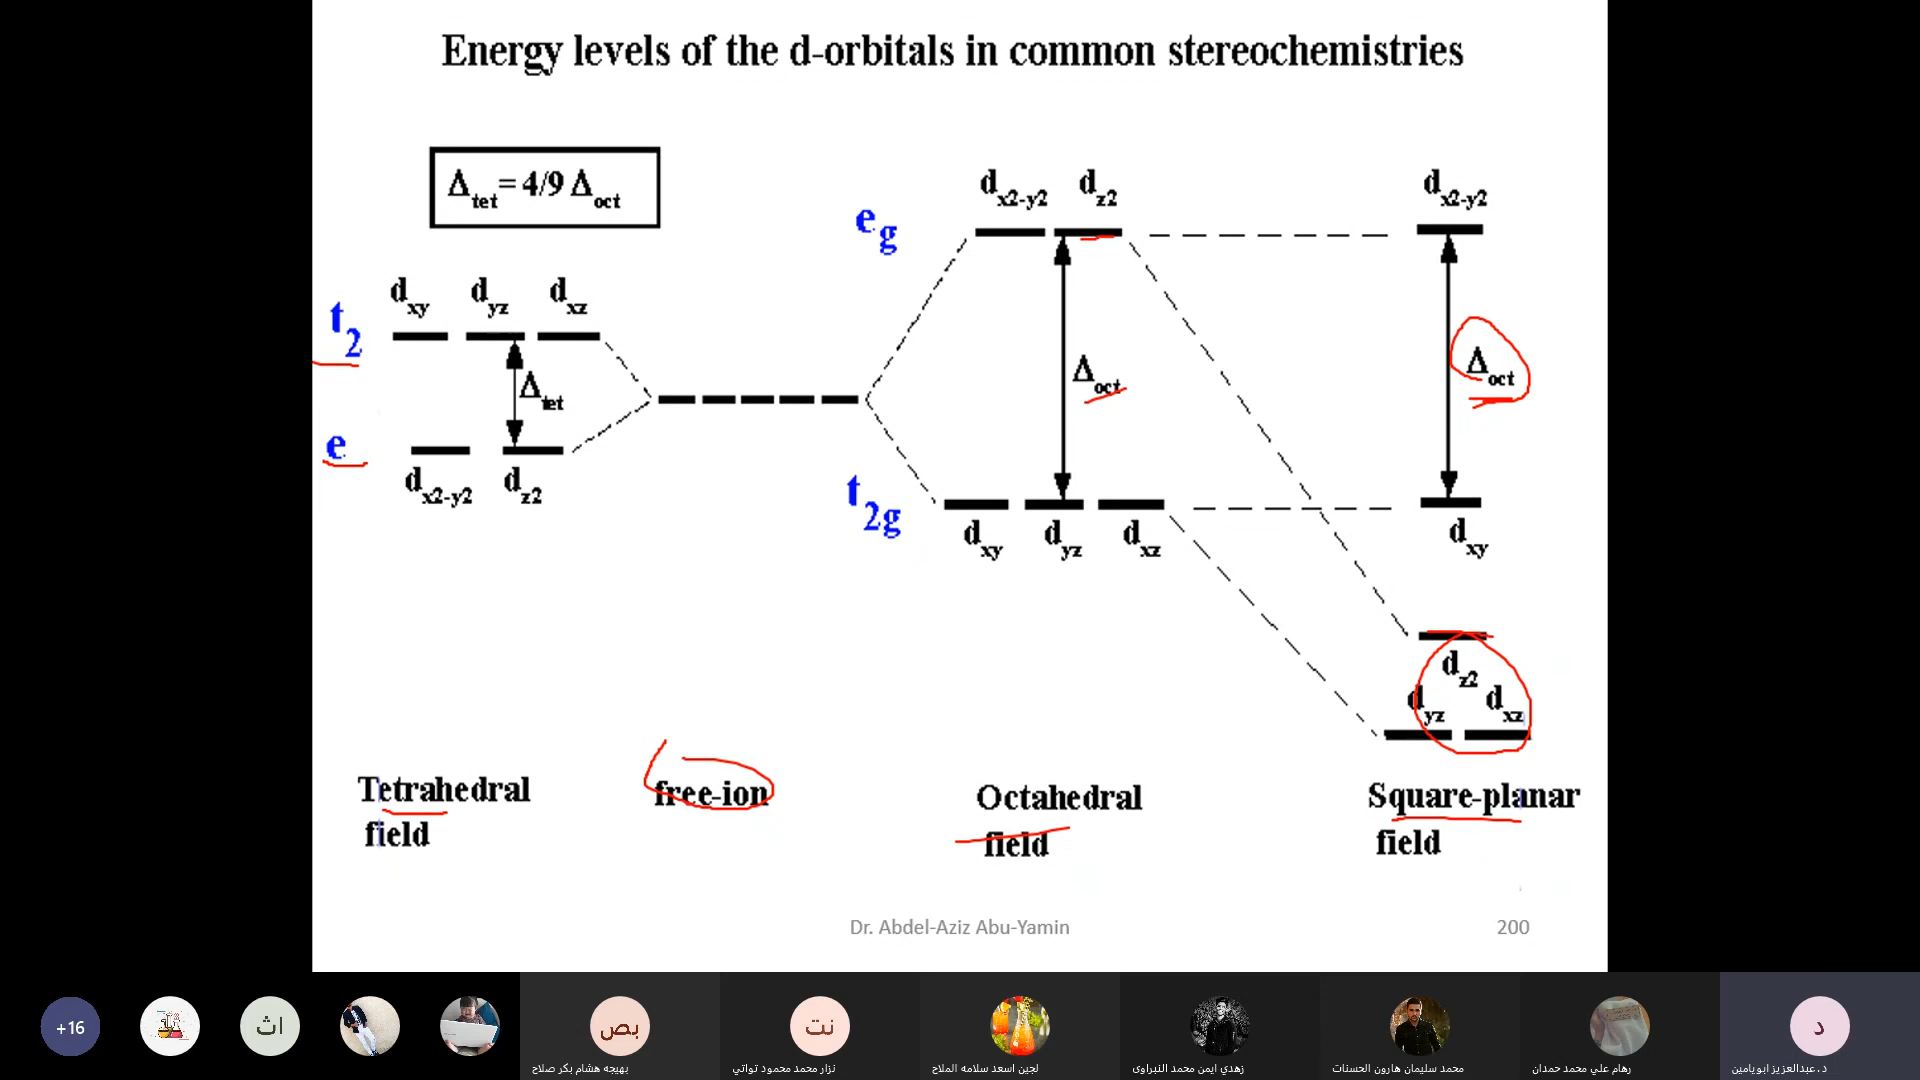 Energy levels of the d-orbitals in common stereochemistries
Δtet = 4/9 Δoct
dx2-y2 dz2
dx2-y2
eg
dxy dyz dxz
t2
Δtet
Δoct
Δoct
e
dx2-y2 dz2
t2g
dxy dyz dxz
dxy
dz2
dyz dxz
Tetrahedral
field
free-ion
Octahedral
field
Square-planar
field
Dr. Abdel-Aziz Abu-Yamin
200
+16
اث
بص
نت
د
بهيجه هشام بكر صلاح
نزار محمد محمود تواتي
لجين اسعد سلامه الملاح
زهدي ايمن محمد النبراوى
محمد سليمان هارون الحسنات
رهام علي محمد حمدان
د.عبدالعزيز ابويامين